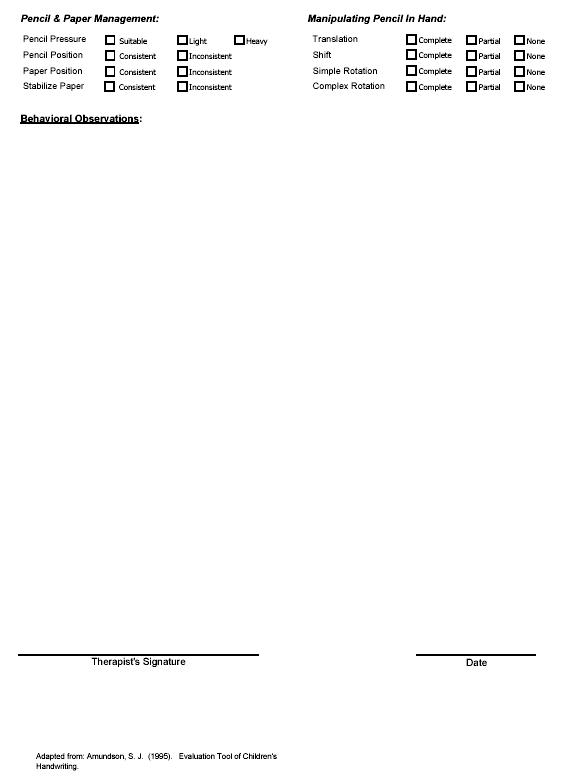 Pencil & Paper Management:
Pencil Pressure Suitable Light Heavy
Pencil Position Consistent Inconsistent
Paper Position Consistent Inconsistent
Stabilize Paper Consistent Inconsistent
Manipulating Pencil In Hand:
Translation Complete Partial None
Shift Complete Partial None
Simple Rotation Complete Partial None
Complex Rotation Complete Partial None
Behavioral Observations:
Therapist's Signature
Date
Adapted from: Amundson, S. J. (1995). Evaluation Tool of Children's
Handwriting.